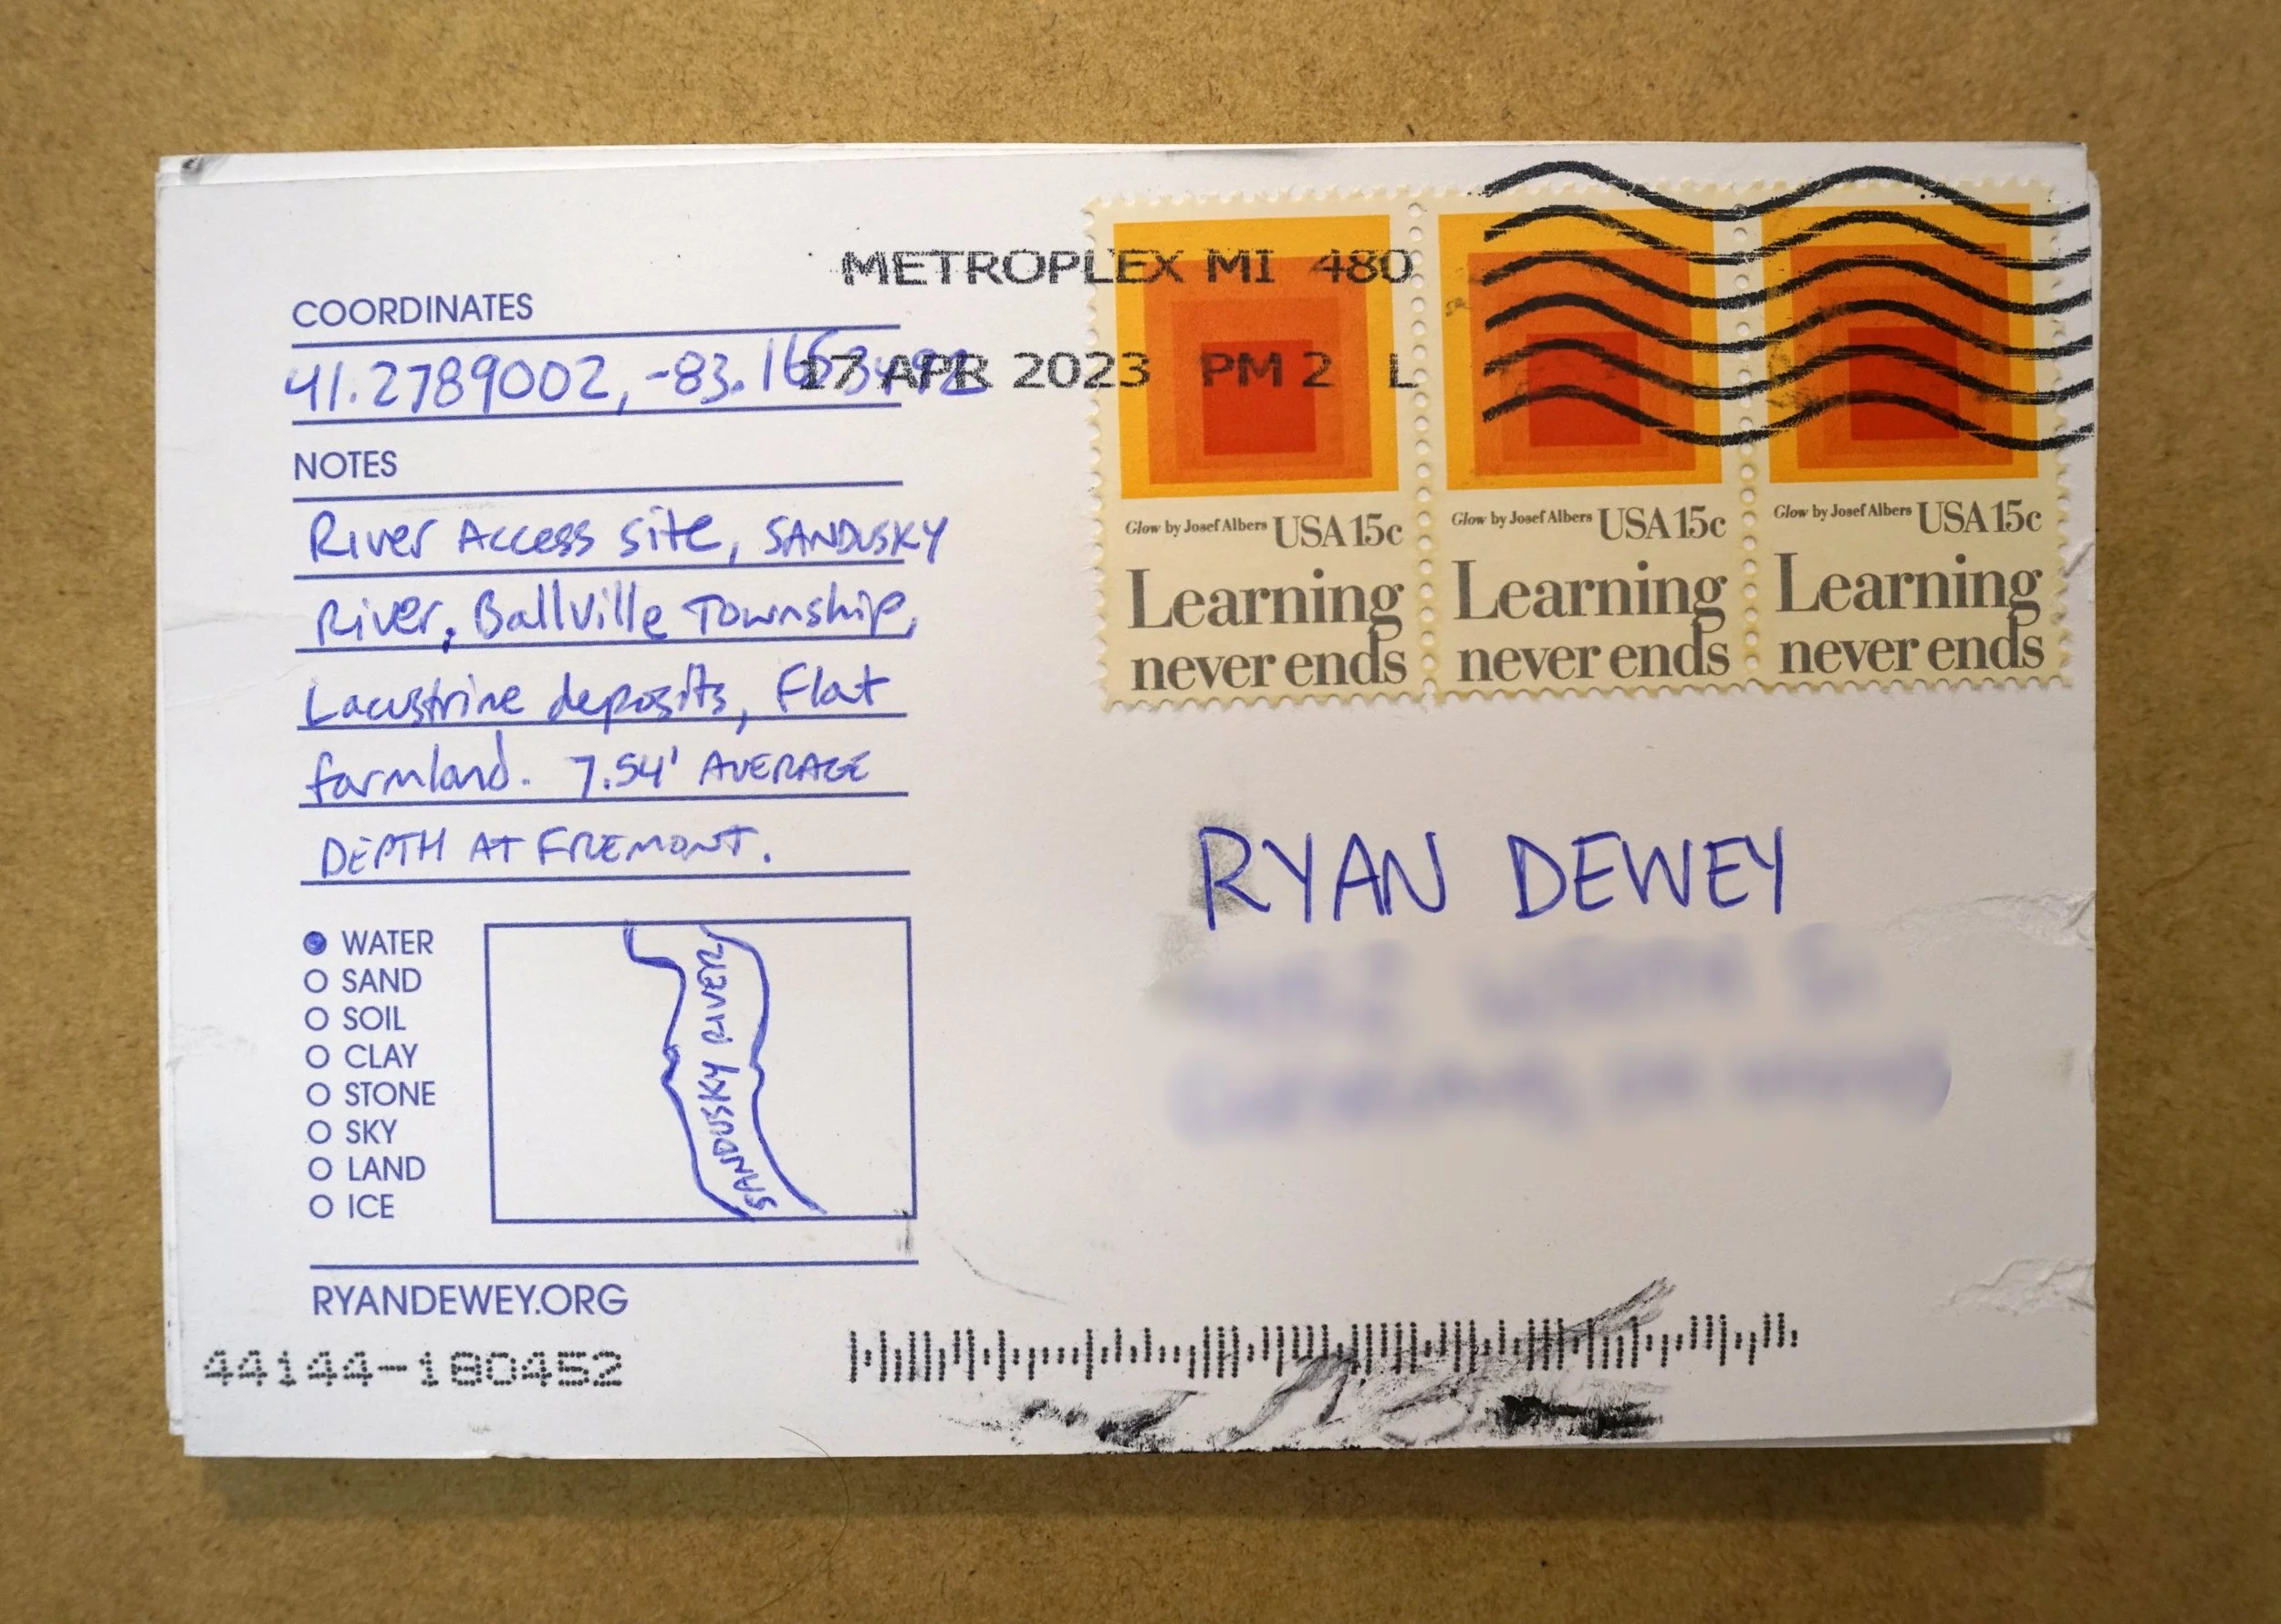 METROPLEX MI 480
17 APR 2023 PM 2 L
COORDINATES
41.2789002, -83.
NOTES
River Access site, SANDUSKY
River, Ballville Township,
Lacustrine deposits, Flat
farmland. 7.54' AVERAGE
DEPTH AT FREMONT.
WATER
SAND
SOIL
CLAY
STONE
SKY
LAND
ICE
SANDUSKY RIVER
RYANDEWEY.ORG
44144-180452
Glow by Josef Albers USA 15c
Learning
never ends
Glow by Josef Albers USA 15c
Learning
never ends
Glow by Josef Albers USA 15c
Learning
never ends
RYAN DEWEY